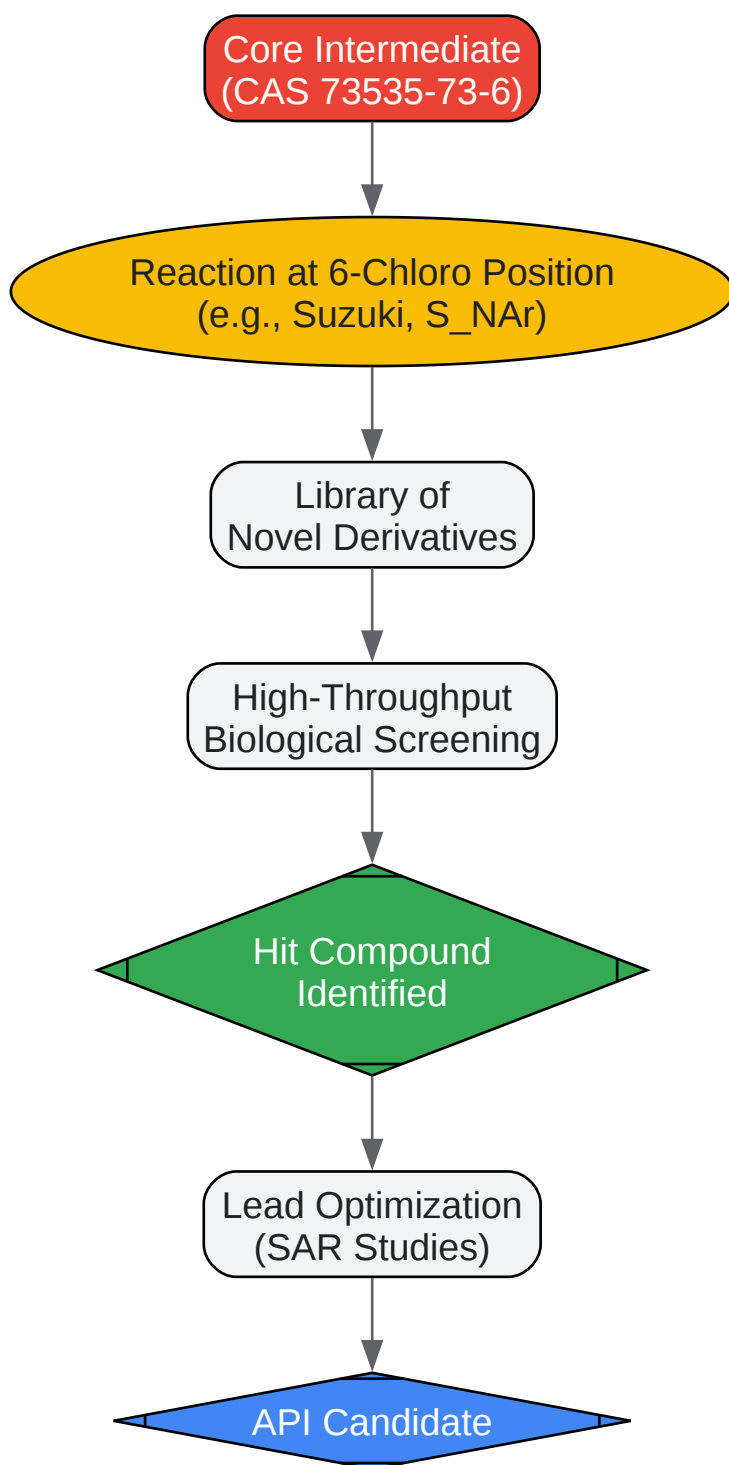 Core Intermediate
(CAS 73535-73-6)
Reaction at 6-Chloro Position
(e.g., Suzuki, S_NAr)
Library of
Novel Derivatives
High-Throughput
Biological Screening
Hit Compound
Identified
Lead Optimization
(SAR Studies)
API Candidate